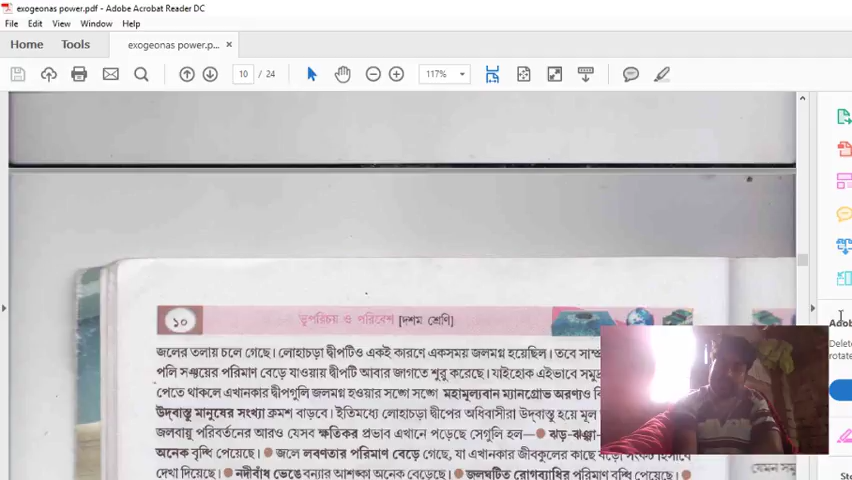 exogeonas power.pdf - Adobe Acrobat Reader DC
File Edit View Window Help
Home Tools exogeonas power.p... ×
10 / 24 117%
১০ ভূপরিচয় ও পরিবেশ [দশম শ্রেণি]
জলের তলায় চলে গেছে। লোহাচড়া দ্বীপটিও একই কারণে একসময় জলমগ্ন হয়েছিল। তবে
পলি সঞ্চয়ের পরিমাণ বেড়ে যাওয়ায় দ্বীপটি আবার জাগতে শুরু করেছে। যাইহোক এইভাবে
পেতে থাকলে এখানকার দ্বীপগুলি জলমগ্ন হওয়ার সঙ্গে সঙ্গে মহামূল্যবান ম্যানগ্রোভ অরণ্যও
উদ্‌বাস্তু মানুষের সংখ্যা ক্রমশ বাড়বে। ইতিমধ্যে লোহাচড়া দ্বীপের অধিবাসীরা উদ্‌বাস্তু হয়ে মূল
জলবায়ু পরিবর্তনের আরও যেসব ক্ষতিকর প্রভাব এখানে পড়েছে সেগুলি হল— ● ঝড়-ঝঞ্ঝা
অনেক বৃদ্ধি পেয়েছে। ● জলে লবণতার পরিমাণ বেড়ে গেছে, যা এখানকার জীবকুলের কাছে বড়ো সংকট হিসাবে
দেখা দিয়েছে। ● নদীবাঁধ ভেঙে বন্যার আশঙ্কা অনেক বেড়েছে। ● জলঘটিত রোগব্যাধির পরিমাণ বৃদ্ধি পেয়েছে। ●
Delete
rotate